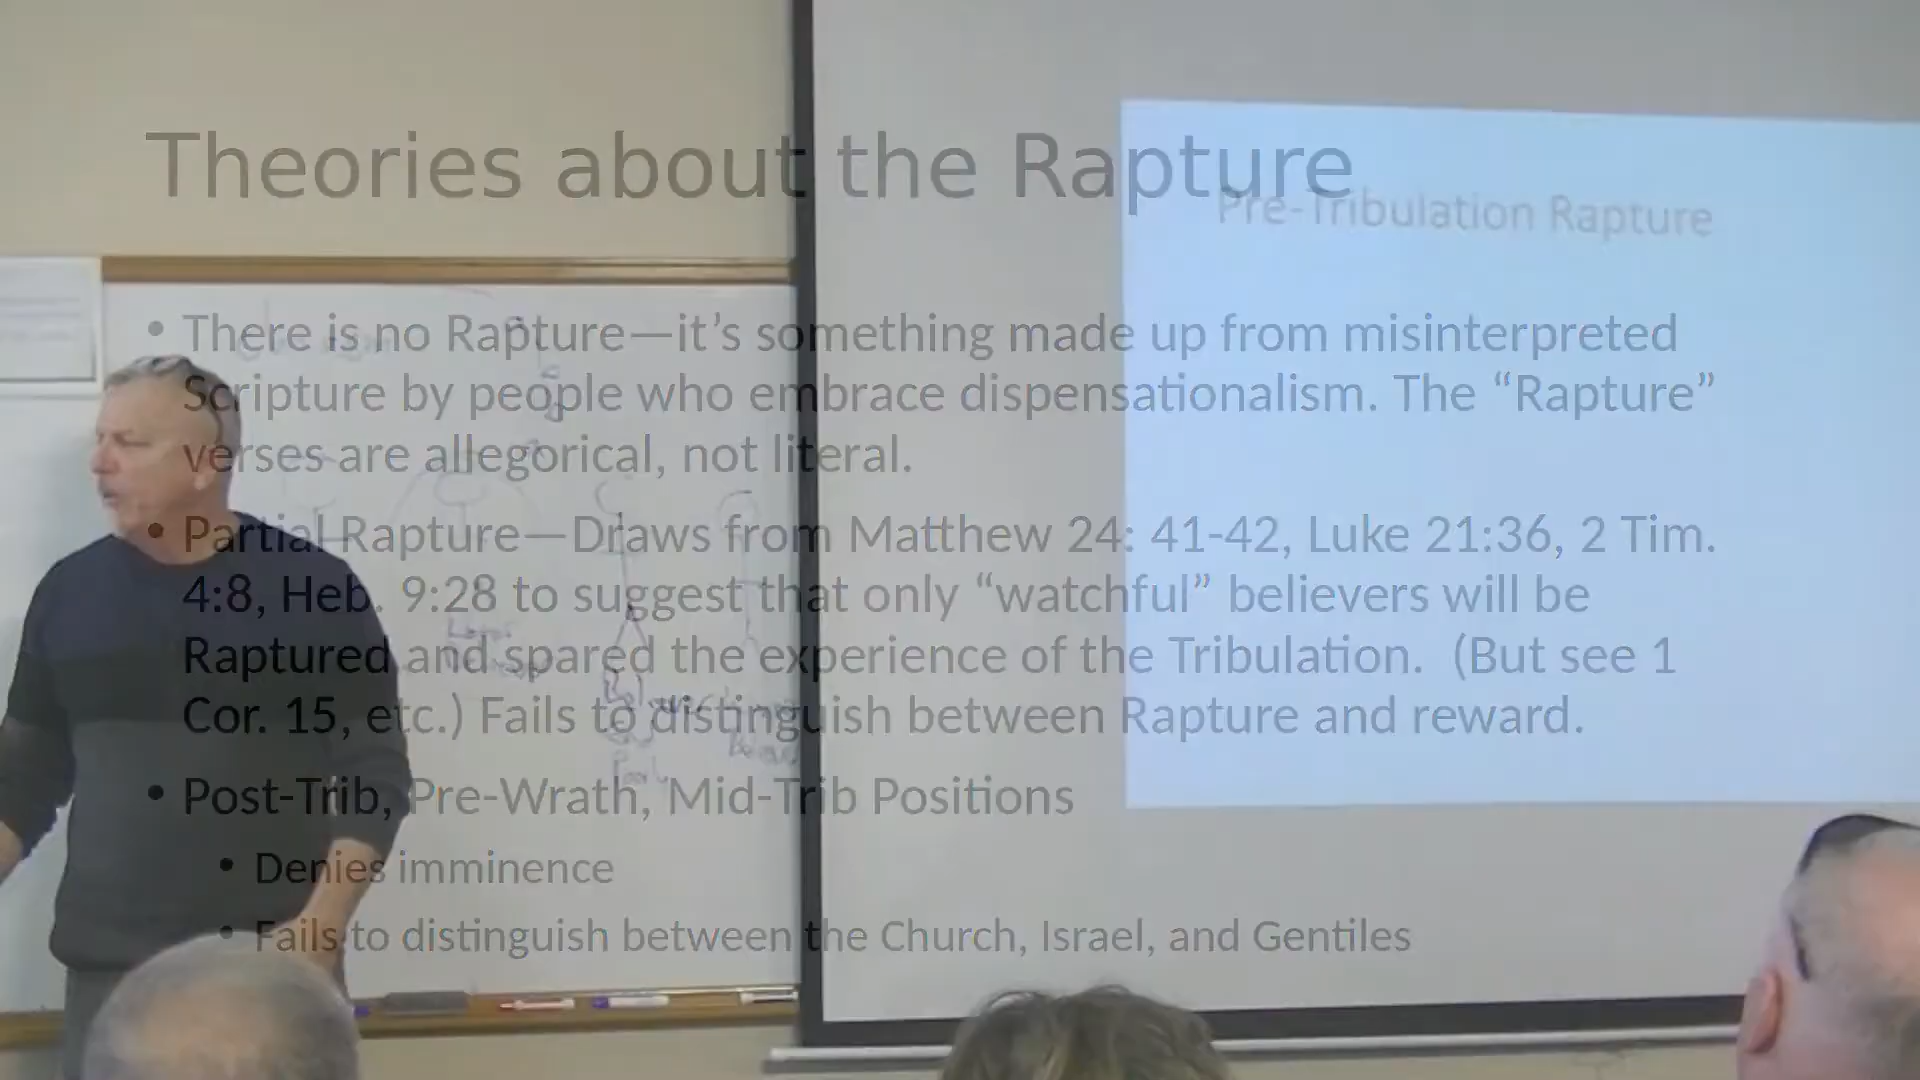 Theories about the Rapture
Pre-Tribulation Rapture
• There is no Rapture—it’s something made up from misinterpreted
Scripture by people who embrace dispensationalism. The “Rapture”
verses are allegorical, not literal.
• Partial Rapture—Draws from Matthew 24: 41-42, Luke 21:36, 2 Tim.
4:8, Heb. 9:28 to suggest that only “watchful” believers will be
Raptured and spared the experience of the Tribulation.  (But see 1
Cor. 15, etc.) Fails to distinguish between Rapture and reward.
• Post-Trib, Pre-Wrath, Mid-Trib Positions
• Denies imminence
• Fails to distinguish between the Church, Israel, and Gentiles